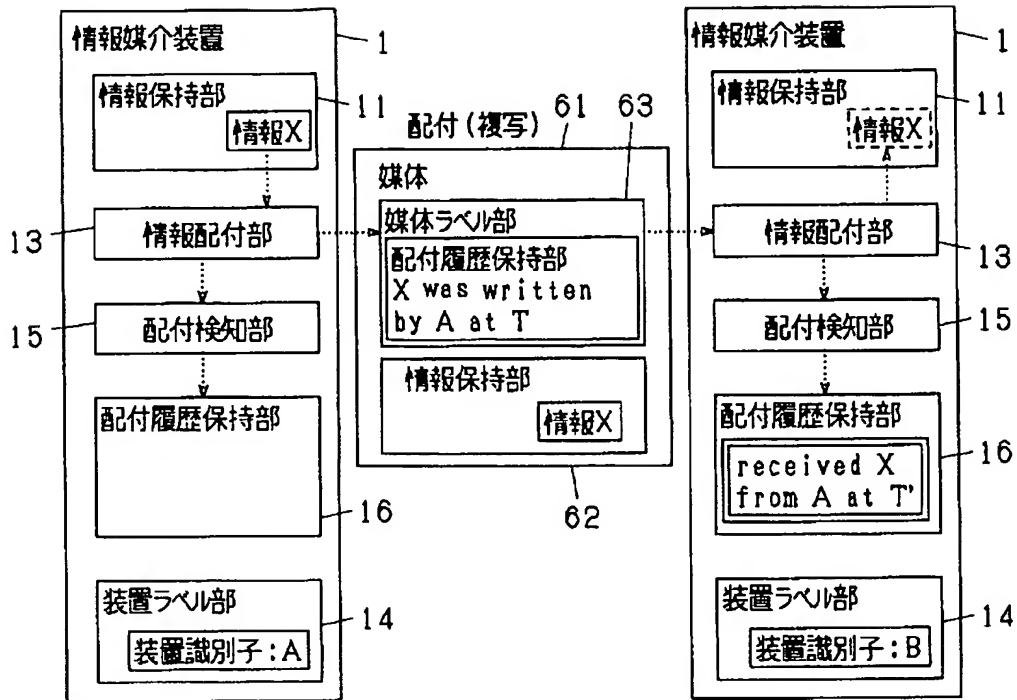 情報媒介装置
1
情報保持部
11
情報X
13
情報配付部
15
配付検知部
配付履歴保持部
16
装置ラベル部
14
装置識別子:A
配付(複写)
61
63
媒体
媒体ラベル部
配付履歴保持部
X was written
by A at T
情報保持部
情報X
62
情報媒介装置
1
情報保持部
11
情報X
情報配付部
13
配付検知部
15
配付履歴保持部
16
received X
from A at T'
装置ラベル部
14
装置識別子:B